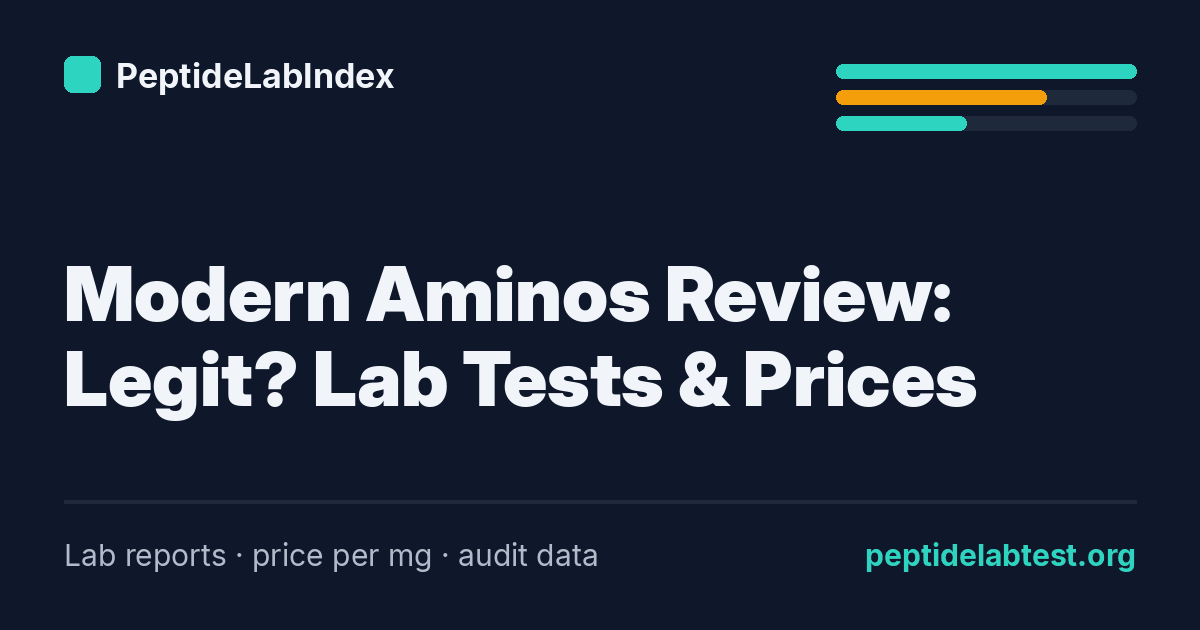 PeptideLabIndex
Modern Aminos Review:
Legit? Lab Tests & Prices
Lab reports · price per mg · audit data
peptidelabtest.org